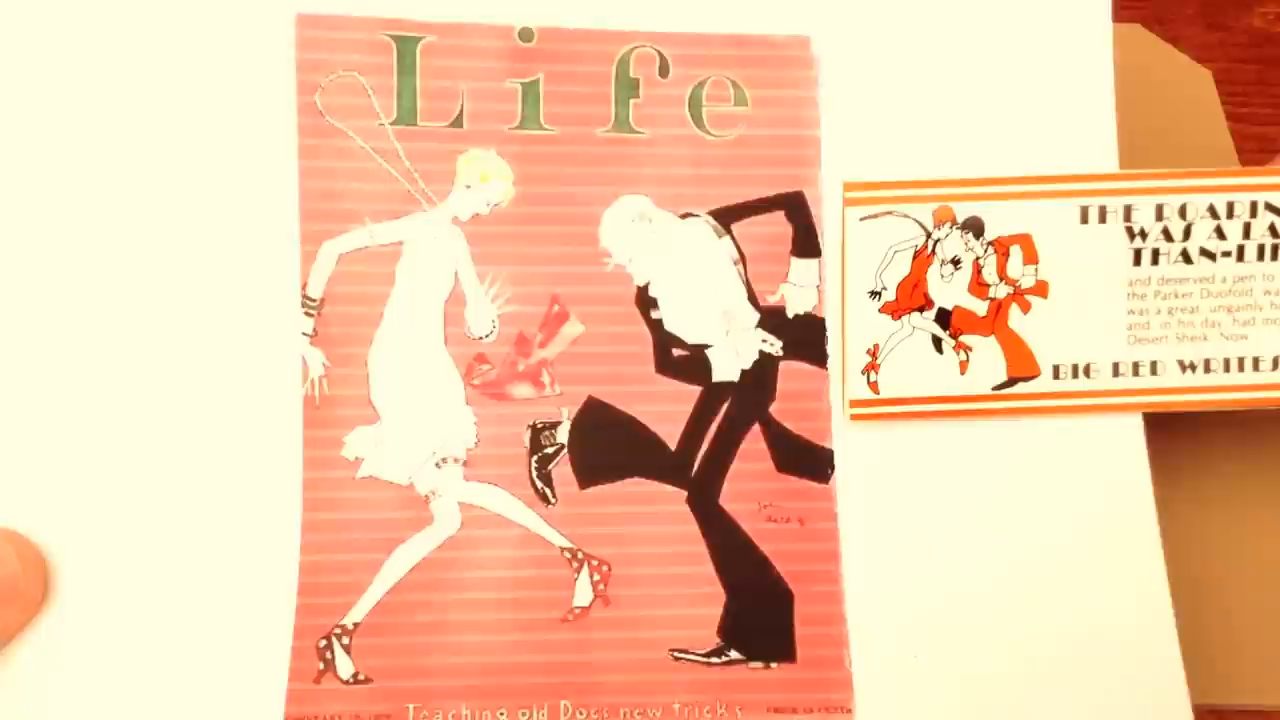 Life
Teaching old Dogs new tricks
THE ROARIN
WAS A LA
THAN-LIF
and deserved a pen to
the Parker Duofold, wa
was a great, ungainly h
and, in his day, had mo
Desert Sheik. Now
BIG RED WRITES